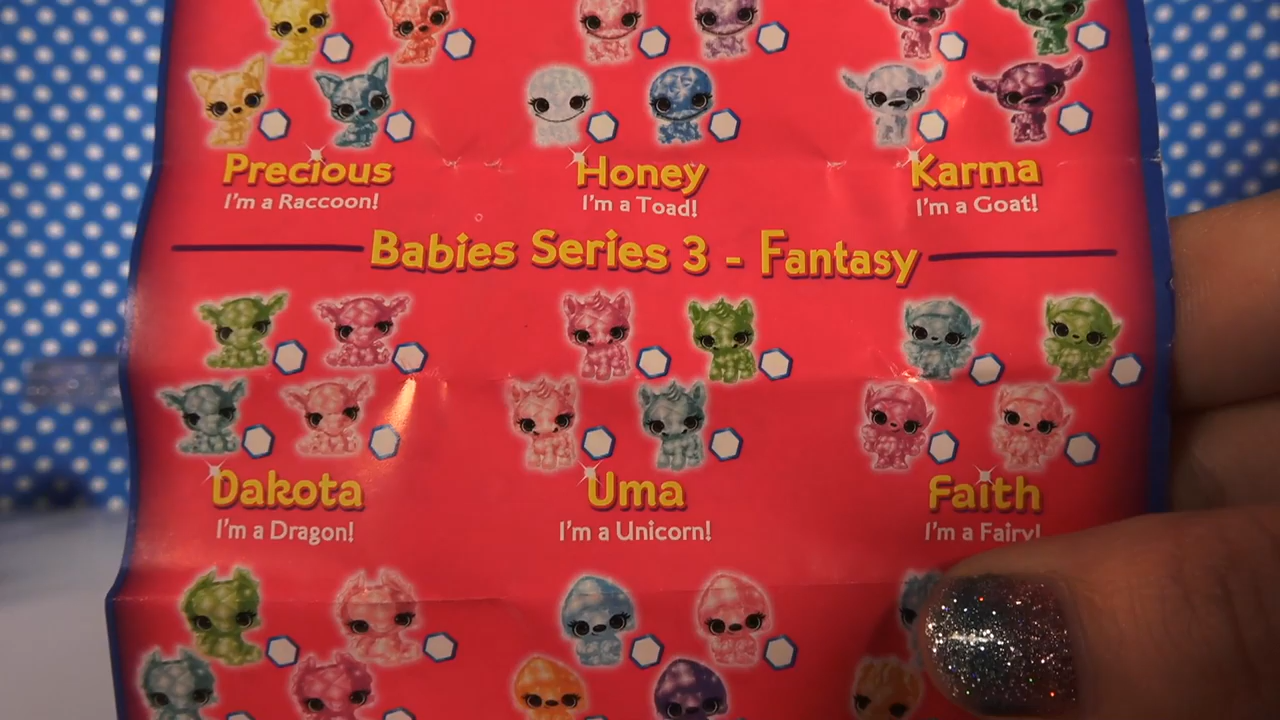 Precious
I'm a Raccoon!
Honey
I'm a Toad!
Karma
I'm a Goat!
Babies Series 3 - Fantasy
Dakota
I'm a Dragon!
Uma
I'm a Unicorn!
Faith
I'm a Fairy!